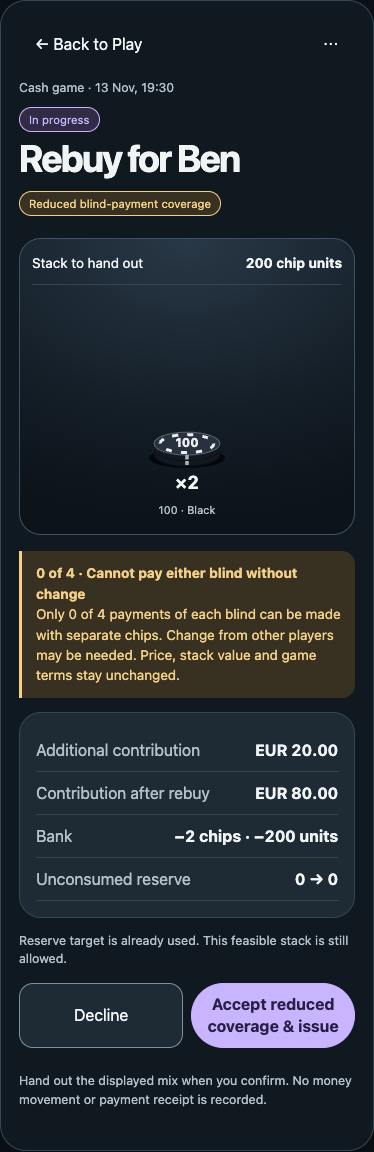 ← Back to Play
···
Cash game · 13 Nov, 19:30
In progress
Rebuy for Ben
Reduced blind-payment coverage
Stack to hand out 200 chip units
100
×2
100 · Black
0 of 4 · Cannot pay either blind without
change
Only 0 of 4 payments of each blind can be made
with separate chips. Change from other players
may be needed. Price, stack value and game
terms stay unchanged.
Additional contribution EUR 20.00
Contribution after rebuy EUR 80.00
Bank −2 chips · −200 units
Unconsumed reserve 0 → 0
Reserve target is already used. This feasible stack is still
allowed.
Decline
Accept reduced
coverage & issue
Hand out the displayed mix when you confirm. No money
movement or payment receipt is recorded.